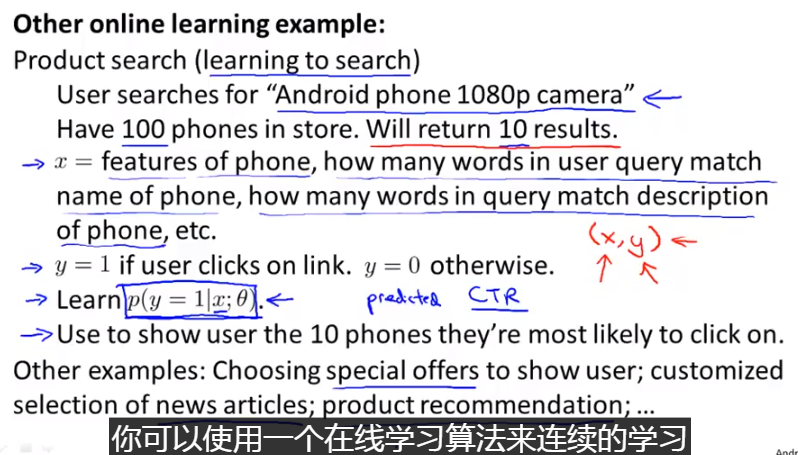 Other online learning example:
Product search (learning to search)
User searches for “Android phone 1080p camera”
Have 100 phones in store. Will return 10 results.
x = features of phone, how many words in user query match
name of phone, how many words in query match description
of phone, etc.
(x, y)
y = 1 if user clicks on link. y = 0 otherwise.
Learn p(y = 1|x; θ). predicted CTR
Use to show user the 10 phones they’re most likely to click on.
Other examples: Choosing special offers to show user; customized
selection of news articles; product recommendation; ...
你可以使用一个在线学习算法来连续的学习
Andr